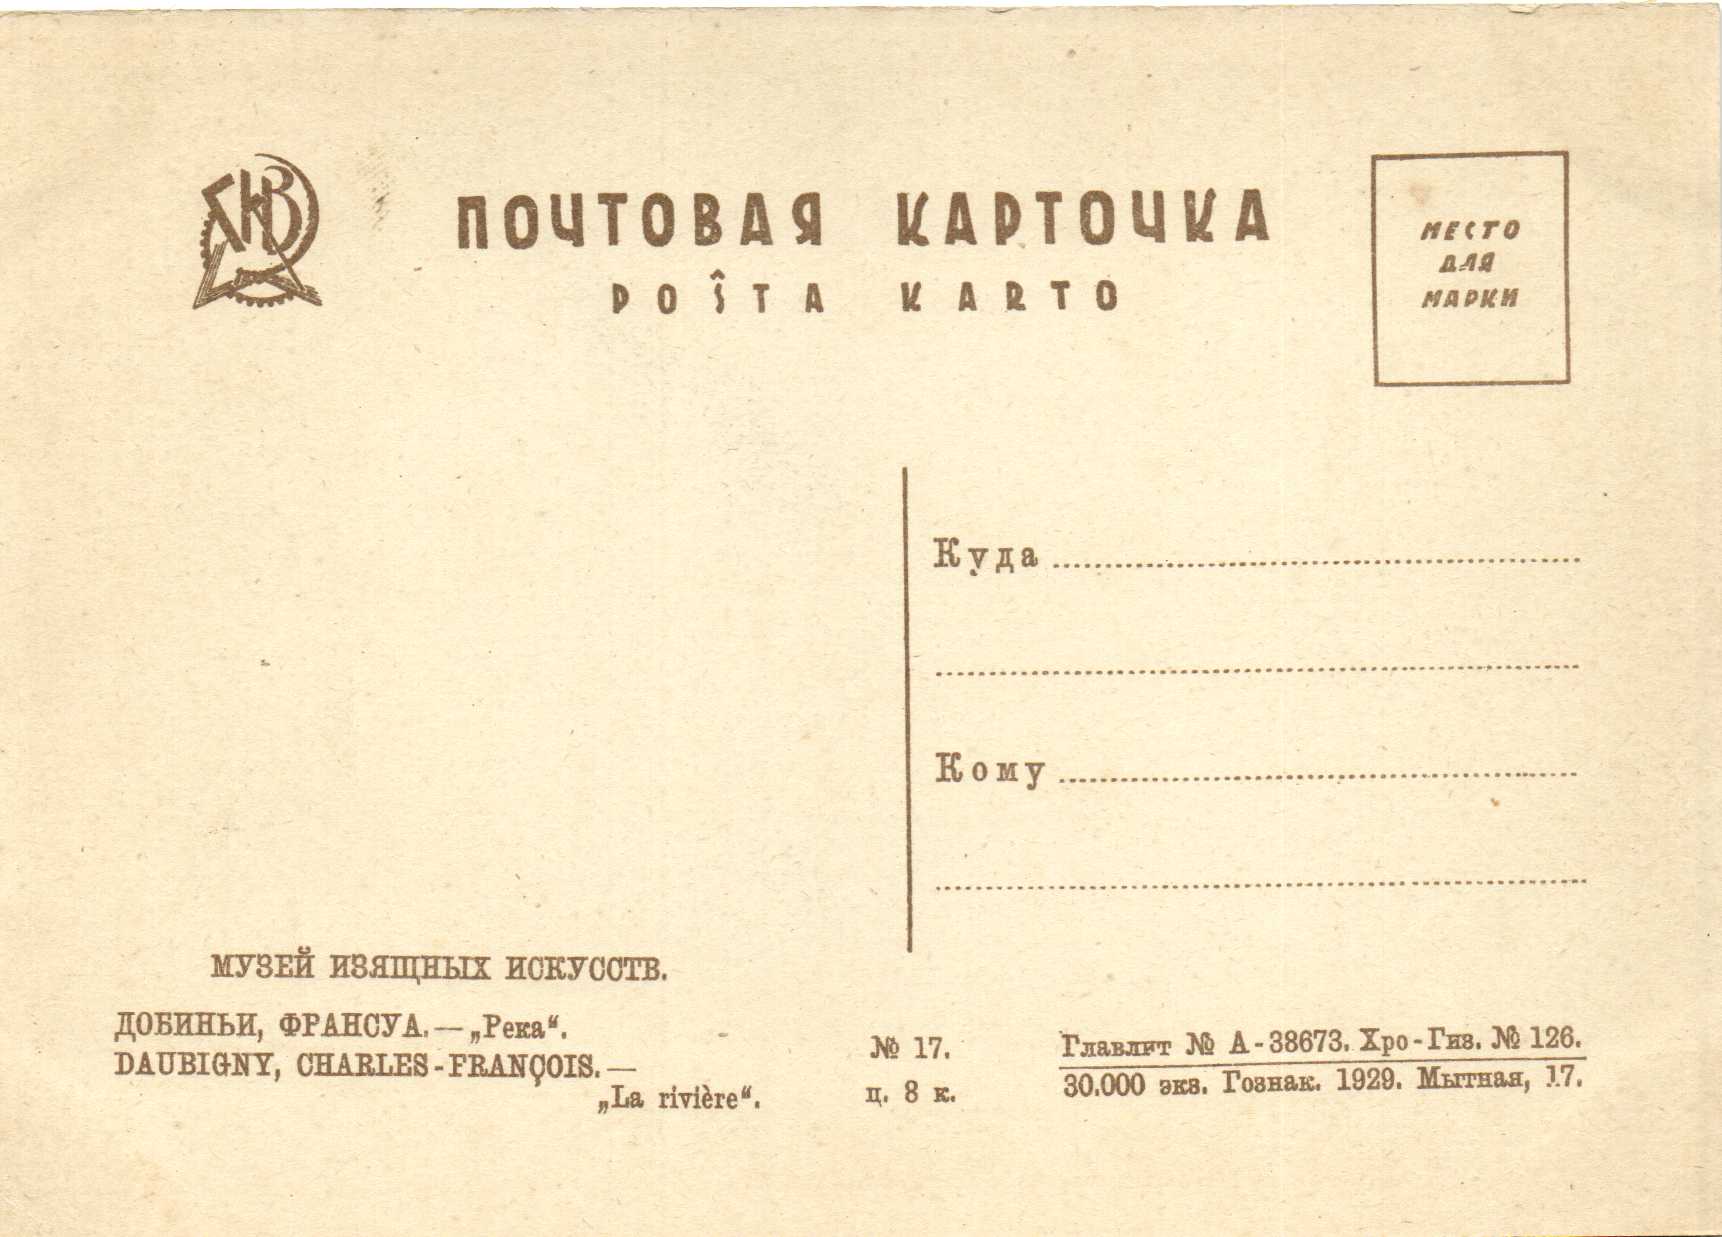 ПОЧТОВАЯ КАРТОЧКА
POŜTA KARTO
МЕСТО
ДЛЯ
МАРКИ
Куда
Кому
МУЗЕЙ ИЗЯЩНЫХ ИСКУССТВ.
ДОБИНЬИ, ФРАНСУА.—„Река“.
DAUBIGNY, CHARLES-FRANÇOIS.—
„La rivière“.
№ 17.
ц. 8 к.
Главлит № А-38673. Хро-Гиз. № 126.
30.000 экз. Гознак. 1929. Мытная, 17.